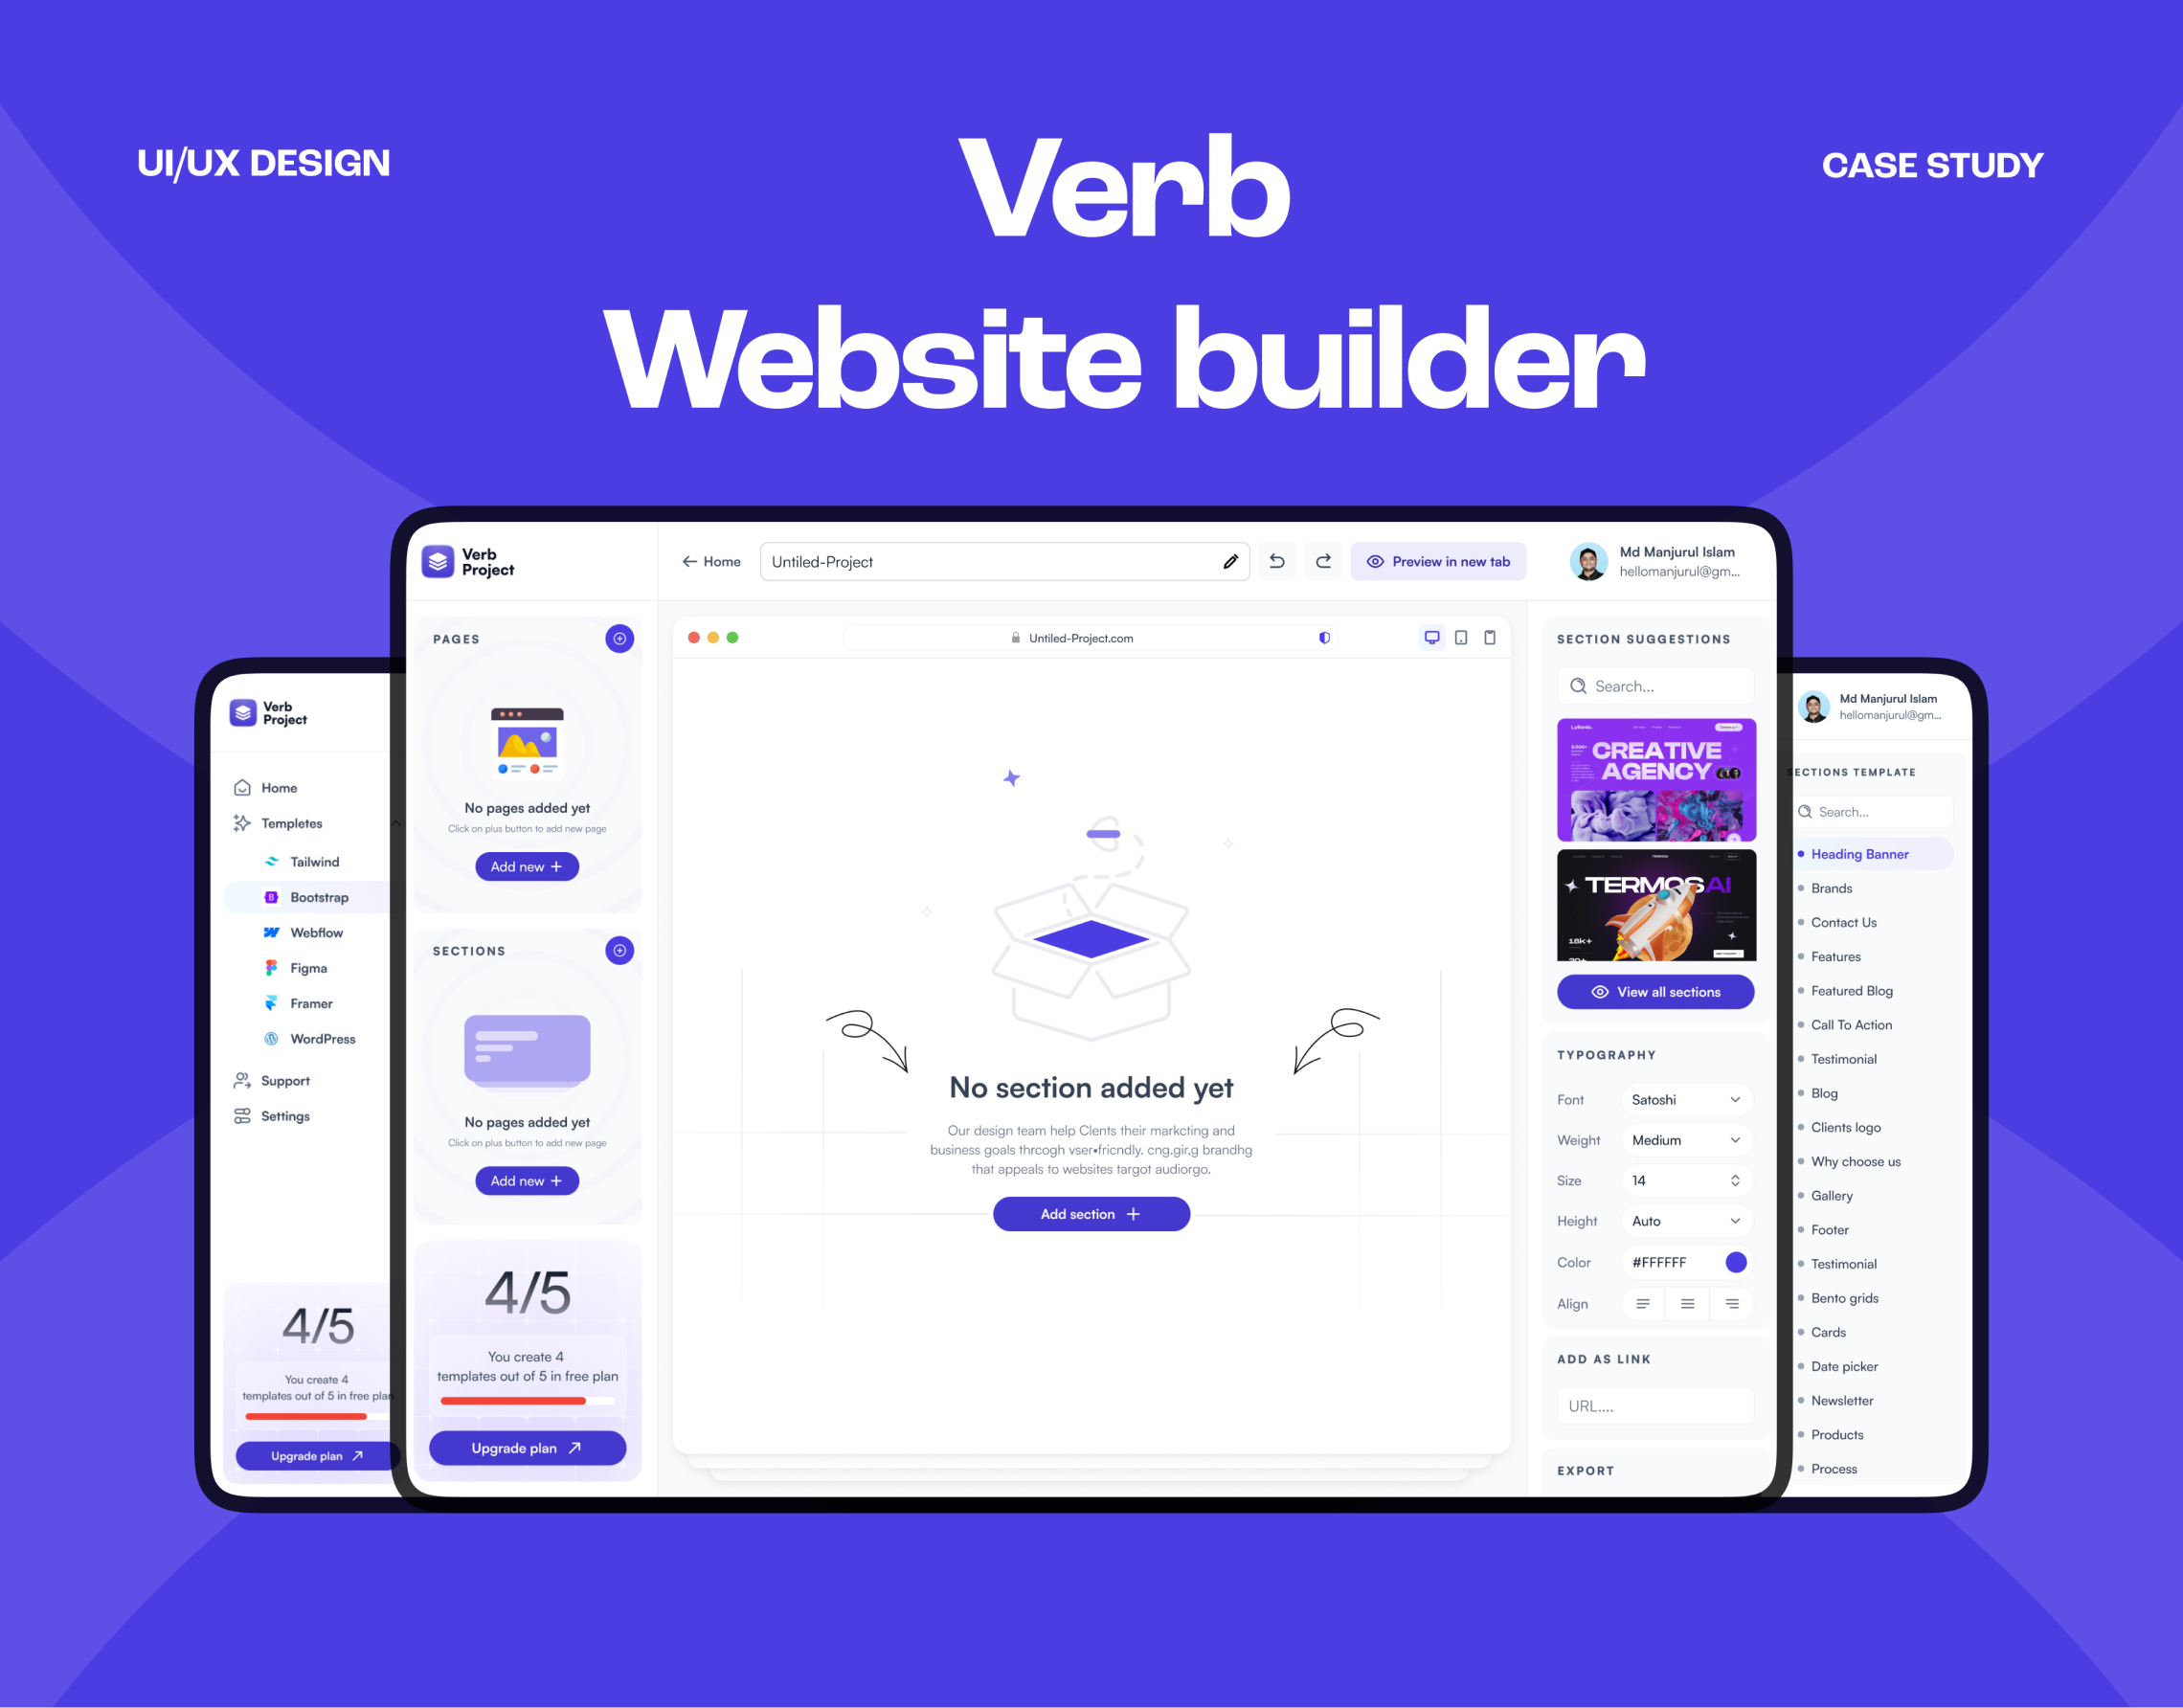 UI/UX DESIGN
CASE STUDY
Verb
Website builder
Verb
Project
Home
Templetes
Tailwind
Bootstrap
Webflow
Figma
Framer
WordPress
Support
Settings
4/5
You create 4
templates out of 5 in free plan
Upgrade plan
Verb
Project
Home
Untiled-Project
Preview in new tab
Md Manjurul Islam
hellomanjurul@gm...
PAGES
No pages added yet
Click on plus button to add new page
Add new
SECTIONS
No pages added yet
Click on plus button to add new page
Add new
4/5
You create 4
templates out of 5 in free plan
Upgrade plan
Untiled-Project.com
No section added yet
Our design team help Clents their markcting and
business goals thrcogh vser•fricndly. cng.gir,g brandhg
that appeals to websites targot audiorgo.
Add section
SECTION SUGGESTIONS
Search...
CREATIVE
AGENCY
TERMOS AI
18K+
View all sections
TYPOGRAPHY
Font
Satoshi
Weight
Medium
Size
14
Height
Auto
Color
#FFFFFF
Align
ADD AS LINK
URL....
EXPORT
Md Manjurul Islam
hellomanjurul@gm...
SECTIONS TEMPLATE
Search...
Heading Banner
Brands
Contact Us
Features
Featured Blog
Call To Action
Testimonial
Blog
Clients logo
Why choose us
Gallery
Footer
Testimonial
Bento grids
Cards
Date picker
Newsletter
Products
Process